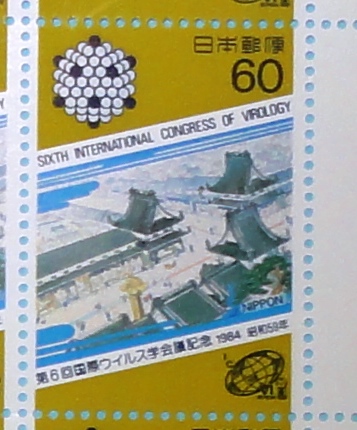 日本郵便
60
SIXTH INTERNATIONAL CONGRESS OF VIROLOGY
NIPPON
第6回国際ウイルス学会議記念 1984 昭和59年